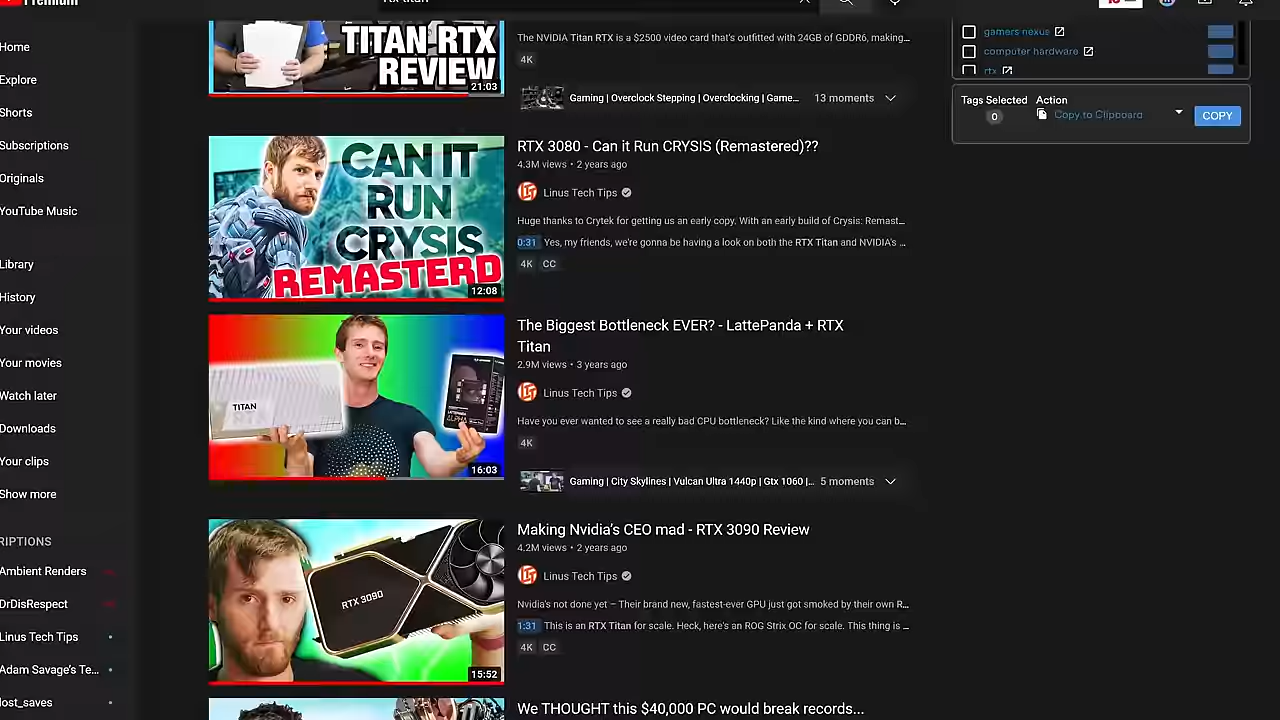 Premium
Home
Explore
Shorts
Subscriptions
Originals
YouTube Music
Library
History
Your videos
Your movies
Watch later
Downloads
Your clips
Show more
RIPTIONS
Ambient Renders
DrDisRespect
Linus Tech Tips
Adam Savage's Te...
lost_saves
TITAN RTX
REVIEW
21:03
The NVIDIA Titan RTX is a $2500 video card that's outfitted with 24GB of GDDR6, making...
4K
Gaming | Overclock Stepping | Overclocking | Game... 13 moments
CAN IT
RUN
CRYSIS
REMASTERD
12:08
RTX 3080 - Can it Run CRYSIS (Remastered)??
4.3M views • 2 years ago
Linus Tech Tips
Huge thanks to Crytek for getting us an early copy. With an early build of Crysis: Remast...
0:31 Yes, my friends, we're gonna be having a look on both the RTX Titan and NVIDIA's ...
4K CC
TITAN
LATTEPANDA
ALPHA
16:03
The Biggest Bottleneck EVER? - LattePanda + RTX
Titan
2.9M views • 3 years ago
Linus Tech Tips
Have you ever wanted to see a really bad CPU bottleneck? Like the kind where you can b...
4K
Gaming | City Skylines | Vulcan Ultra 1440p | Gtx 1060 |... 5 moments
RTX 3090
15:52
Making Nvidia's CEO mad - RTX 3090 Review
4.2M views • 2 years ago
Linus Tech Tips
Nvidia's not done yet – Their brand new, fastest-ever GPU just got smoked by their own R...
1:31 This is an RTX Titan for scale. Heck, here's an ROG Strix OC for scale. This thing is ...
4K CC
We THOUGHT this $40,000 PC would break records...
gamers nexus
computer hardware
rtx
Tags Selected
0
Action
Copy to Clipboard
COPY